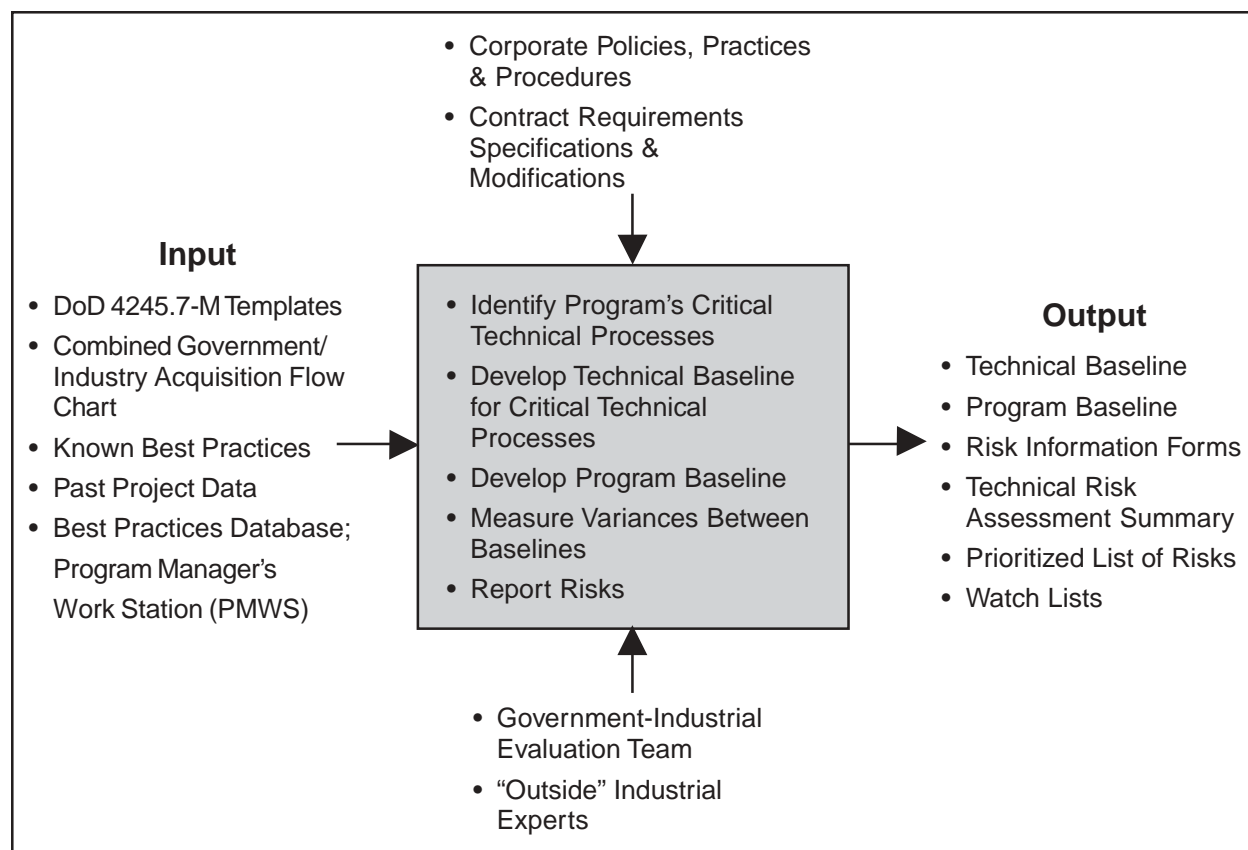 • Corporate Policies, Practices
& Procedures
• Contract Requirements
Specifications &
Modifications
Input
• DoD 4245.7-M Templates
• Combined Government/
Industry Acquisition Flow
Chart
• Known Best Practices
• Past Project Data
• Best Practices Database;
Program Manager’s
Work Station (PMWS)
• Identify Program’s Critical
Technical Processes
• Develop Technical Baseline
for Critical Technical
Processes
• Develop Program Baseline
• Measure Variances Between
Baselines
• Report Risks
Output
• Technical Baseline
• Program Baseline
• Risk Information Forms
• Technical Risk
Assessment Summary
• Prioritized List of Risks
• Watch Lists
• Government-Industrial
Evaluation Team
• “Outside” Industrial
Experts